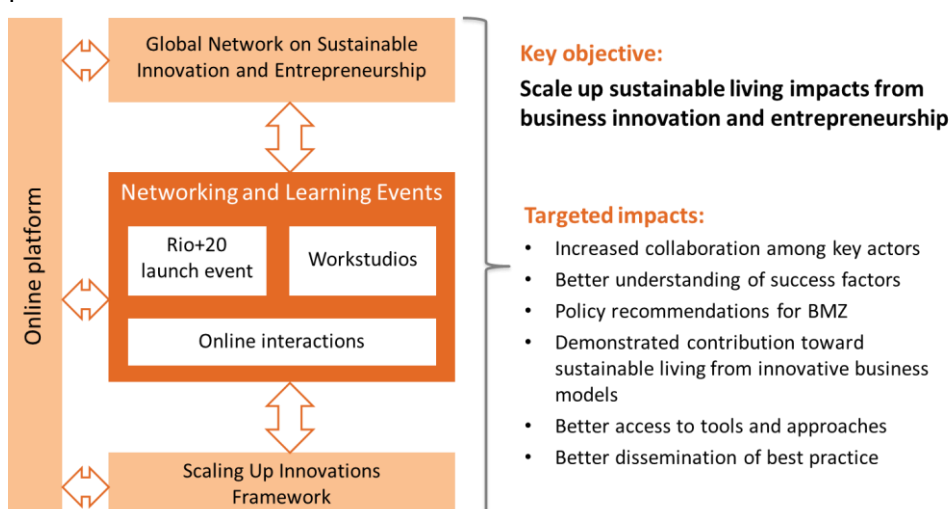 Online platform
Global Network on Sustainable
Innovation and Entrepreneurship
Networking and Learning Events
Rio+20
launch event
Workstudios
Online interactions
Scaling Up Innovations
Framework
Key objective:
Scale up sustainable living impacts from
business innovation and entrepreneurship
Targeted impacts:
• Increased collaboration among key actors
• Better understanding of success factors
• Policy recommendations for BMZ
• Demonstrated contribution toward
sustainable living from innovative business
models
• Better access to tools and approaches
• Better dissemination of best practice